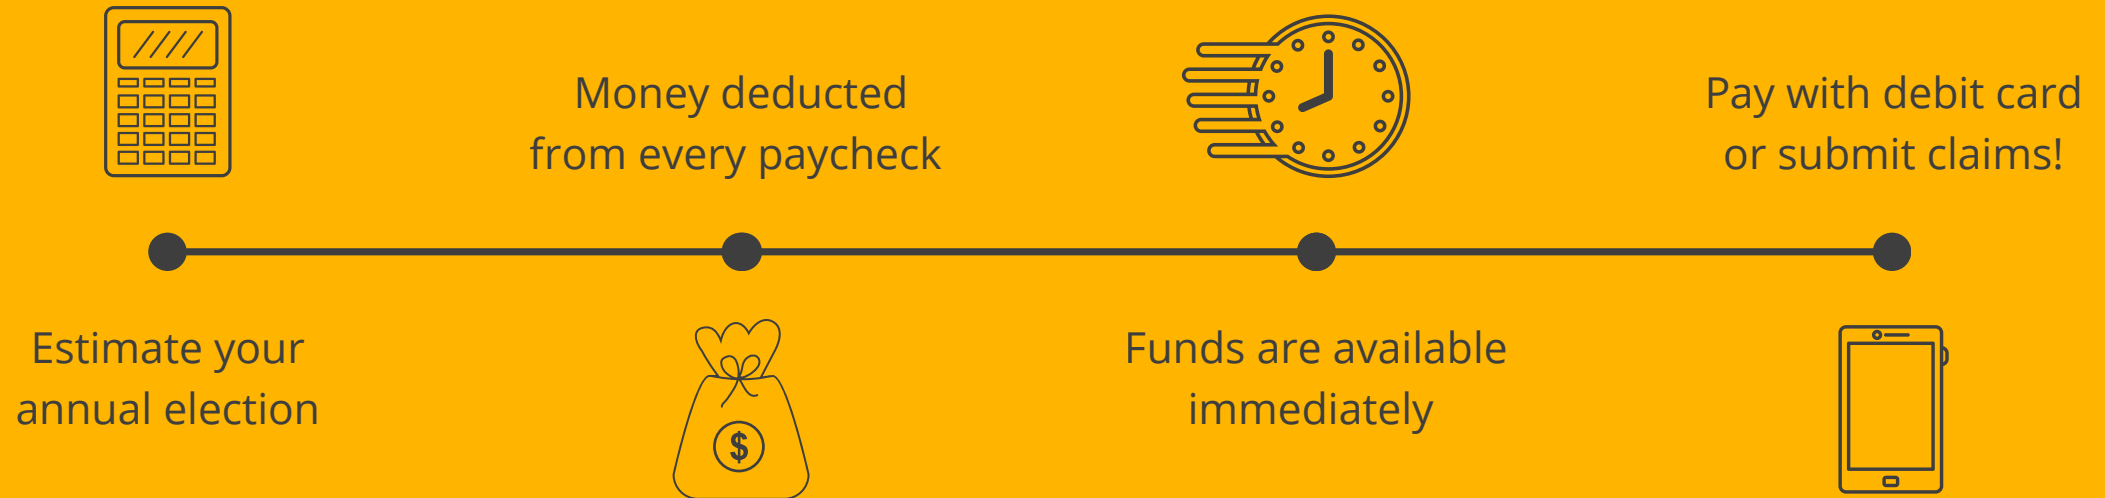 Estimate your
annual election
Money deducted
from every paycheck
$
Funds are available
immediately
Pay with debit card
or submit claims!